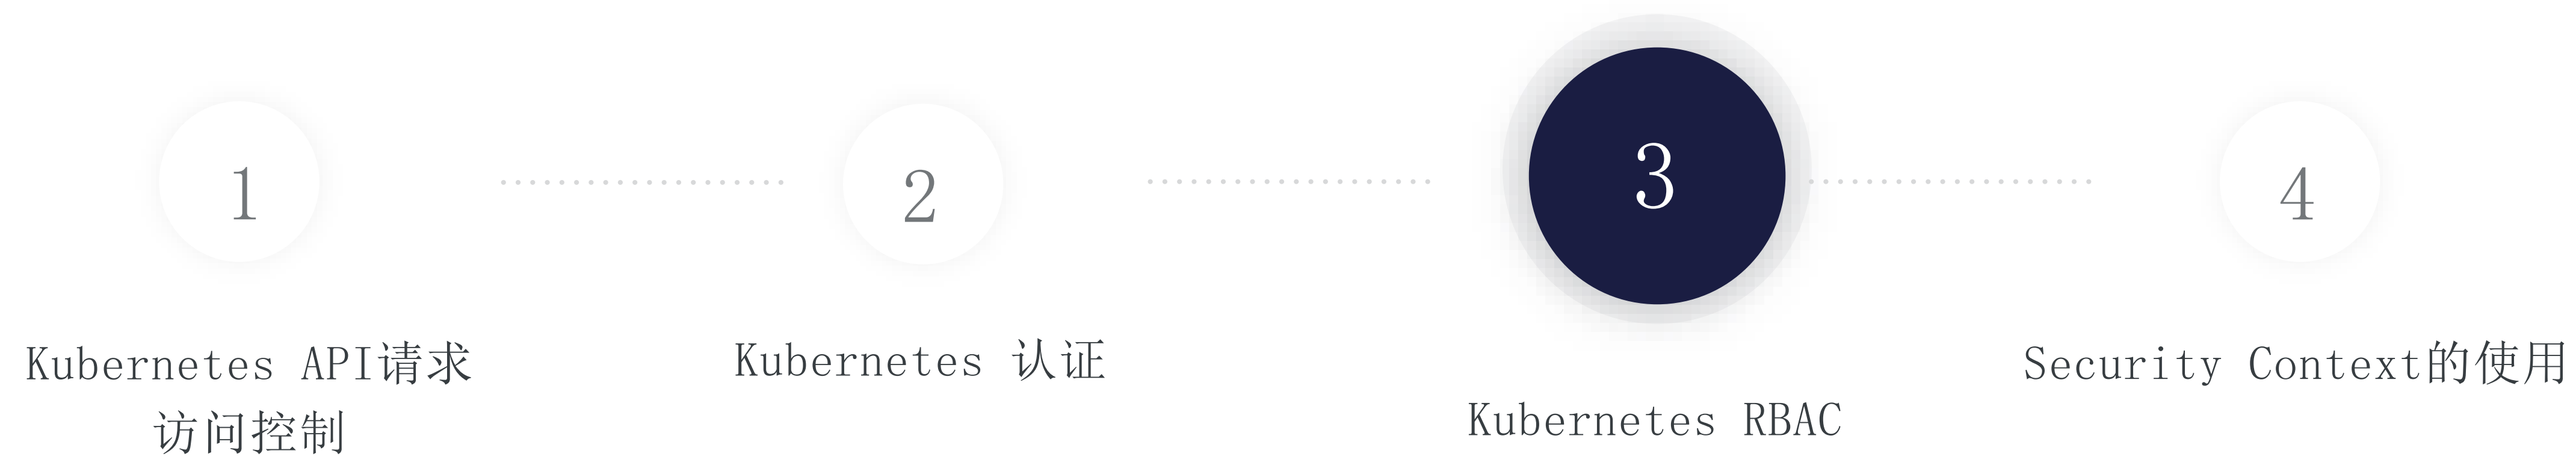 1
Kubernetes API请求
访问控制
2
Kubernetes 认证
3
Kubernetes RBAC
4
Security Context的使用